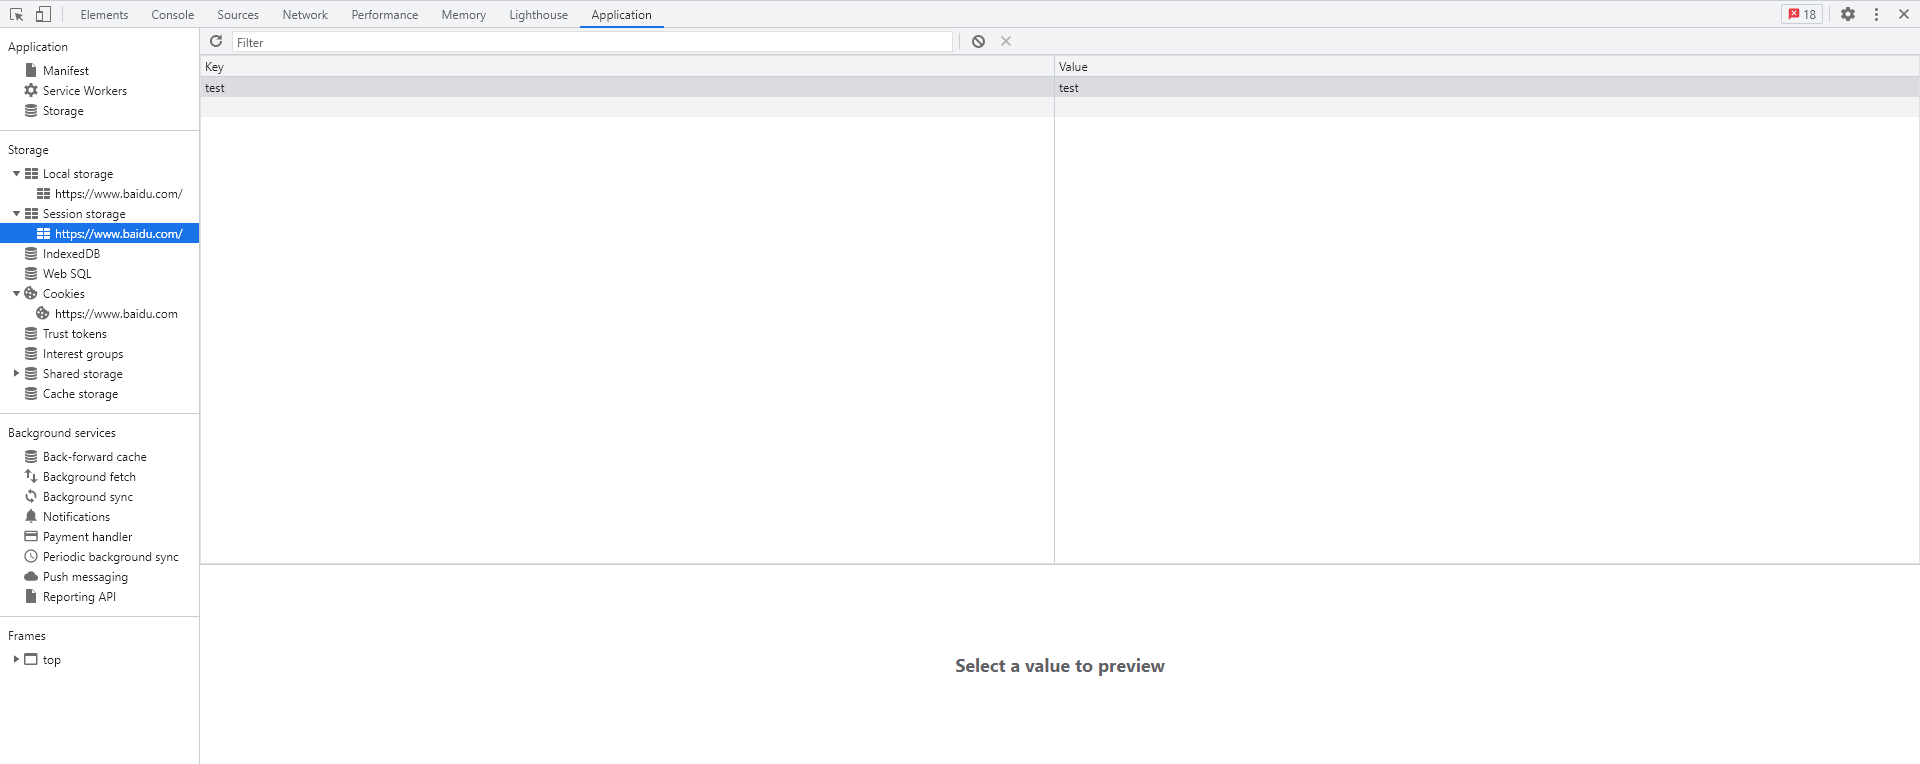 Elements Console Sources Network Performance Memory Lighthouse Application 18
Application
Manifest
Service Workers
Storage
Storage
Local storage
https://www.baidu.com/
Session storage
https://www.baidu.com/
IndexedDB
Web SQL
Cookies
https://www.baidu.com
Trust tokens
Interest groups
Shared storage
Cache storage
Background services
Back-forward cache
Background fetch
Background sync
Notifications
Payment handler
Periodic background sync
Push messaging
Reporting API
Frames
top
Filter
Key Value
test test
Select a value to preview